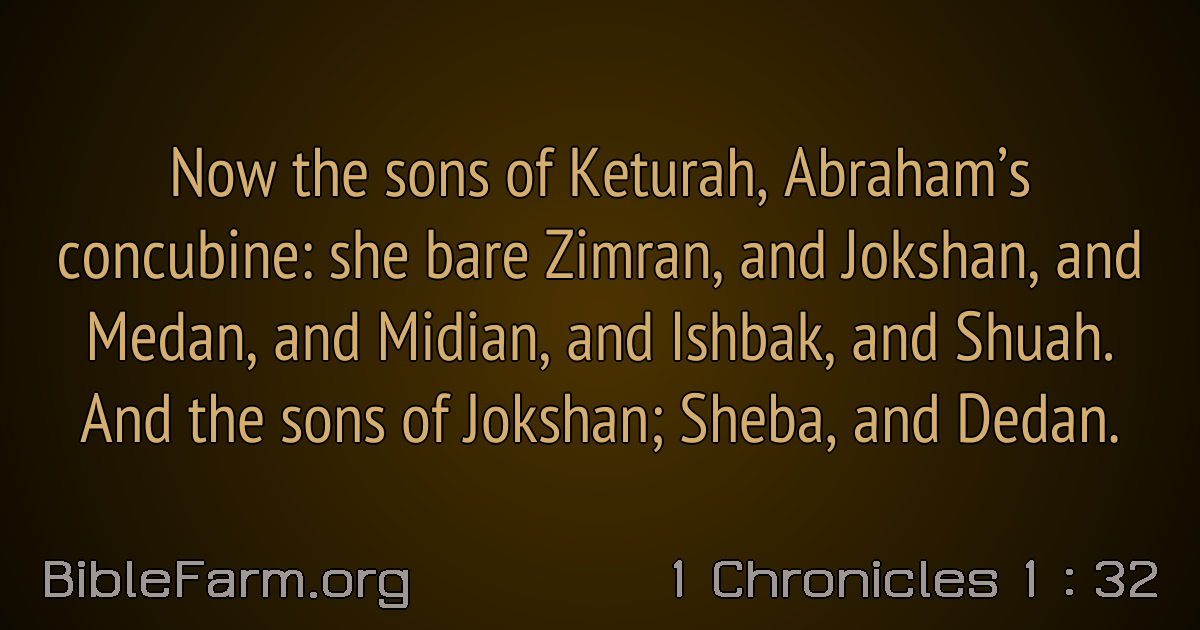 Now the sons of Keturah, Abraham’s
concubine: she bare Zimran, and Jokshan, and
Medan, and Midian, and Ishbak, and Shuah.
And the sons of Jokshan; Sheba, and Dedan.
BibleFarm.org
1 Chronicles 1 : 32